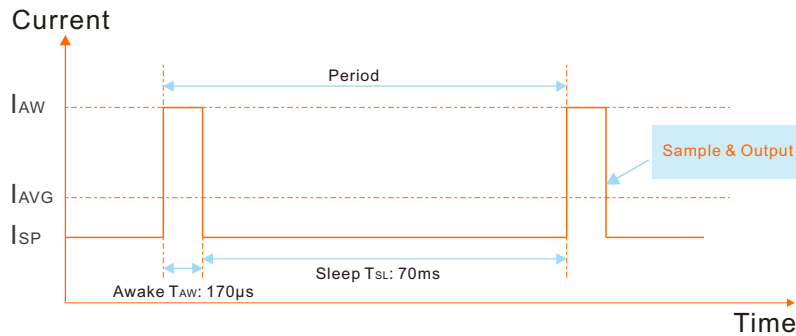 Current
Period
IAW
Sample & Output
IAVG
ISP
Sleep TSL: 70ms
Awake TAW: 170μs
Time